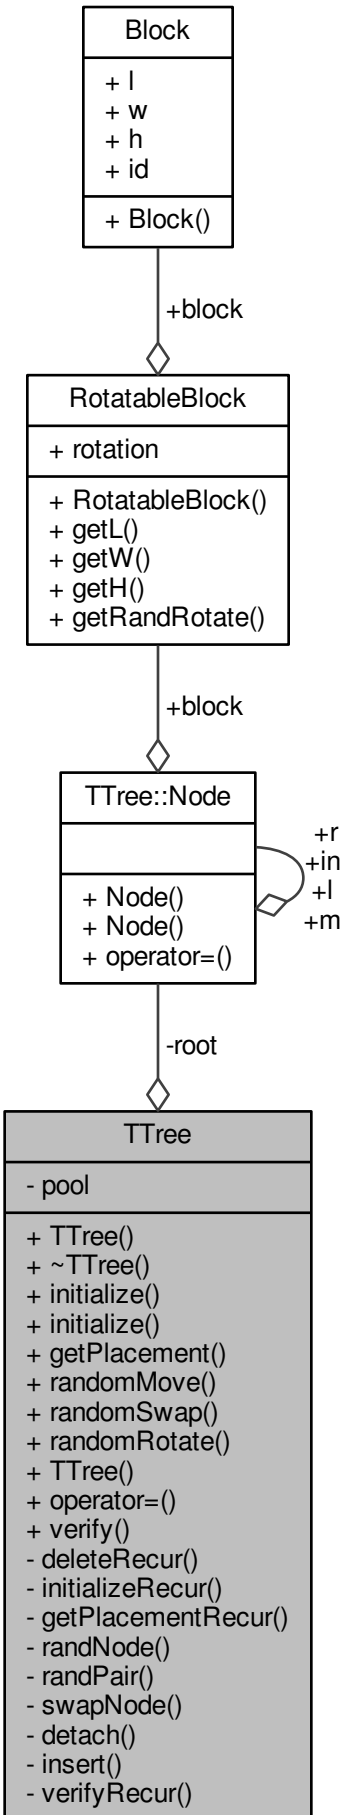 Block
+ l
+ w
+ h
+ id
+ Block()
+block
RotatableBlock
+ rotation
+ RotatableBlock()
+ getL()
+ getW()
+ getH()
+ getRandRotate()
+block
TTree::Node
+ Node()
+ Node()
+ operator=()
+r
+in
+l
+m
-root
TTree
- pool
+ TTree()
+ ~TTree()
+ initialize()
+ initialize()
+ getPlacement()
+ randomMove()
+ randomSwap()
+ randomRotate()
+ TTree()
+ operator=()
+ verify()
- deleteRecur()
- initializeRecur()
- getPlacementRecur()
- randNode()
- randPair()
- swapNode()
- detach()
- insert()
- verifyRecur()